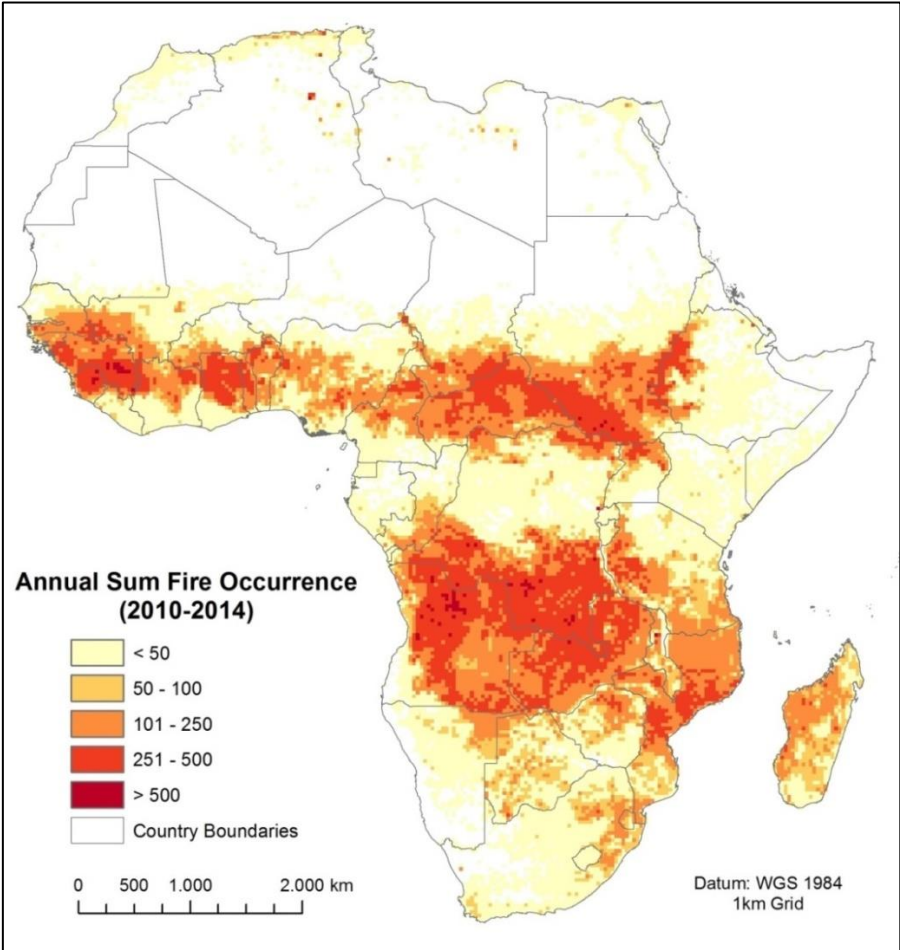 Annual Sum Fire Occurrence
(2010-2014)
< 50
50 - 100
101 - 250
251 - 500
> 500
Country Boundaries
0 500 1.000 2.000 km
Datum: WGS 1984
1km Grid